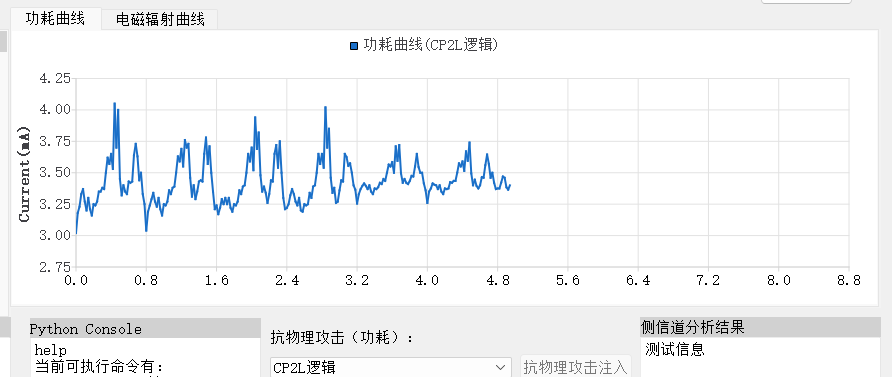 功耗曲线 电磁辐射曲线
功耗曲线(CP2L逻辑)
4.25
4.00
3.75
3.50
3.25
3.00
2.75
Current(mA)
0.0 0.8 1.6 2.4 3.2 4.0 4.8 5.6 6.4 7.2 8.0 8.8
Python Console
help
当前可执行命令有:
抗物理攻击（功耗）：
CP2L逻辑
抗物理攻击注入
侧信道分析结果
测试信息